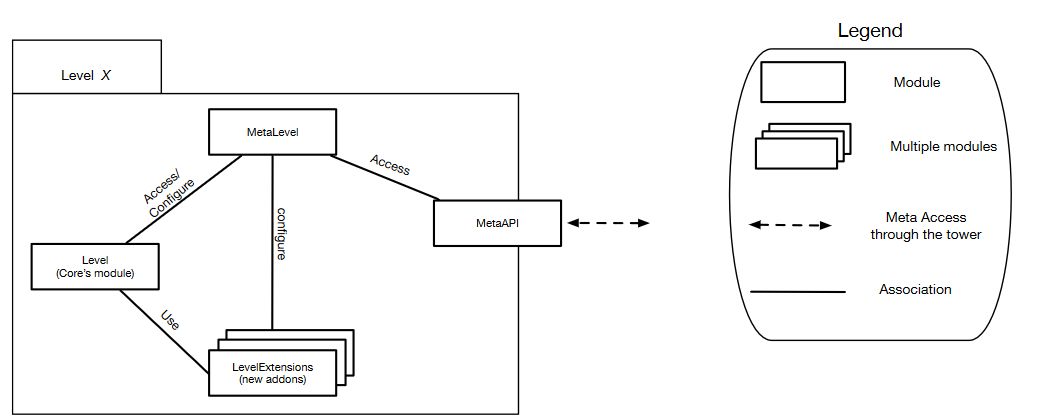 Level X
MetaLevel
Access/
Configure
configure
Access
MetaAPI
Level
(Core's module)
Use
LevelExtensions
(new addons)
Legend
Module
Multiple modules
Meta Access
through the tower
Association